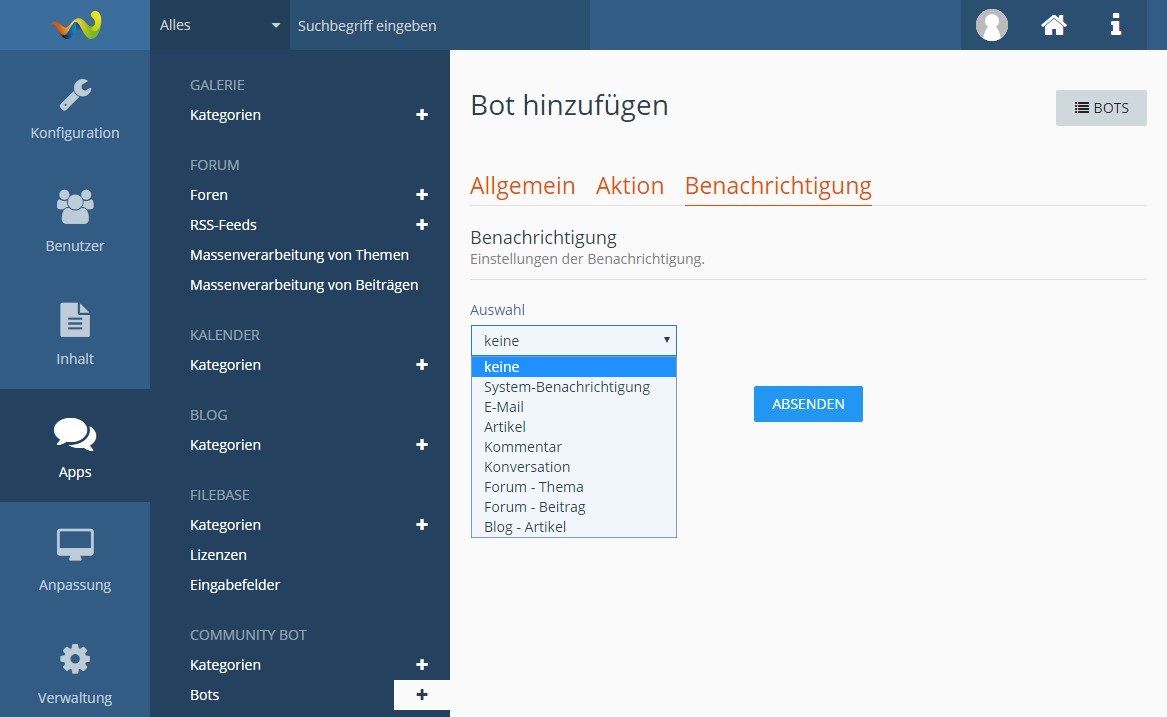 Alles
Suchbegriff eingeben
Konfiguration
Benutzer
Inhalt
Apps
Anpassung
Verwaltung
GALERIE
Kategorien
FORUM
Foren
RSS-Feeds
Massenverarbeitung von Themen
Massenverarbeitung von Beiträgen
KALENDER
Kategorien
BLOG
Kategorien
FILEBASE
Kategorien
Lizenzen
Eingabefelder
COMMUNITY BOT
Kategorien
Bots
Bot hinzufügen
BOTS
Allgemein Aktion Benachrichtigung
Benachrichtigung
Einstellungen der Benachrichtigung.
Auswahl
keine
keine
System-Benachrichtigung
E-Mail
Artikel
Kommentar
Konversation
Forum - Thema
Forum - Beitrag
Blog - Artikel
ABSENDEN